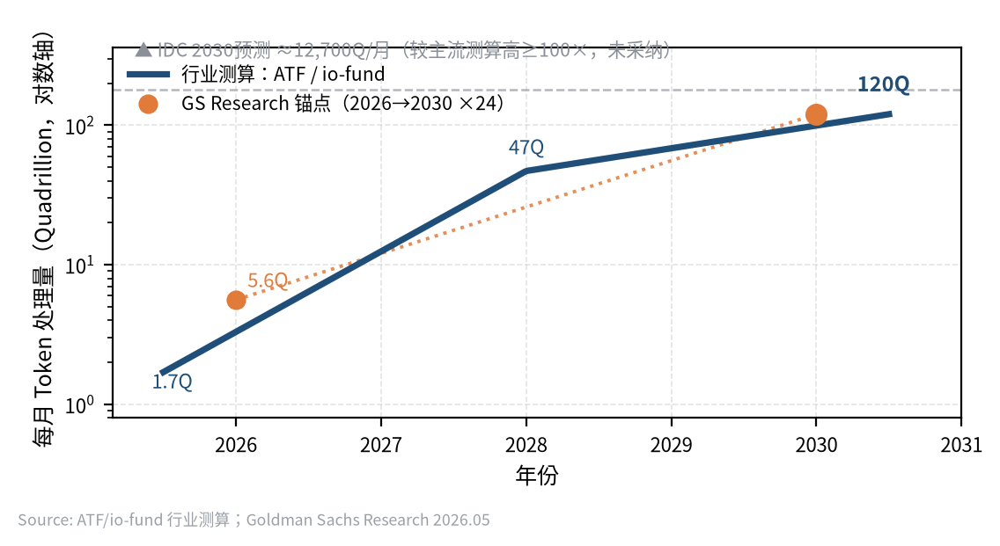 ▲ IDC 2030预测 ～12,700Q/月（较主流测算高≥100×，未采纳）
行业测算：ATF / io-fund
GS Research 锚点（2026→2030 ×24）
120Q
47Q
5.6Q
1.7Q
每月 Token 处理量（Quadrillion，对数轴）
10²
10¹
10⁰
2026 2027 2028 2029 2030 2031
年份
Source: ATF/io-fund 行业测算；Goldman Sachs Research 2026.05